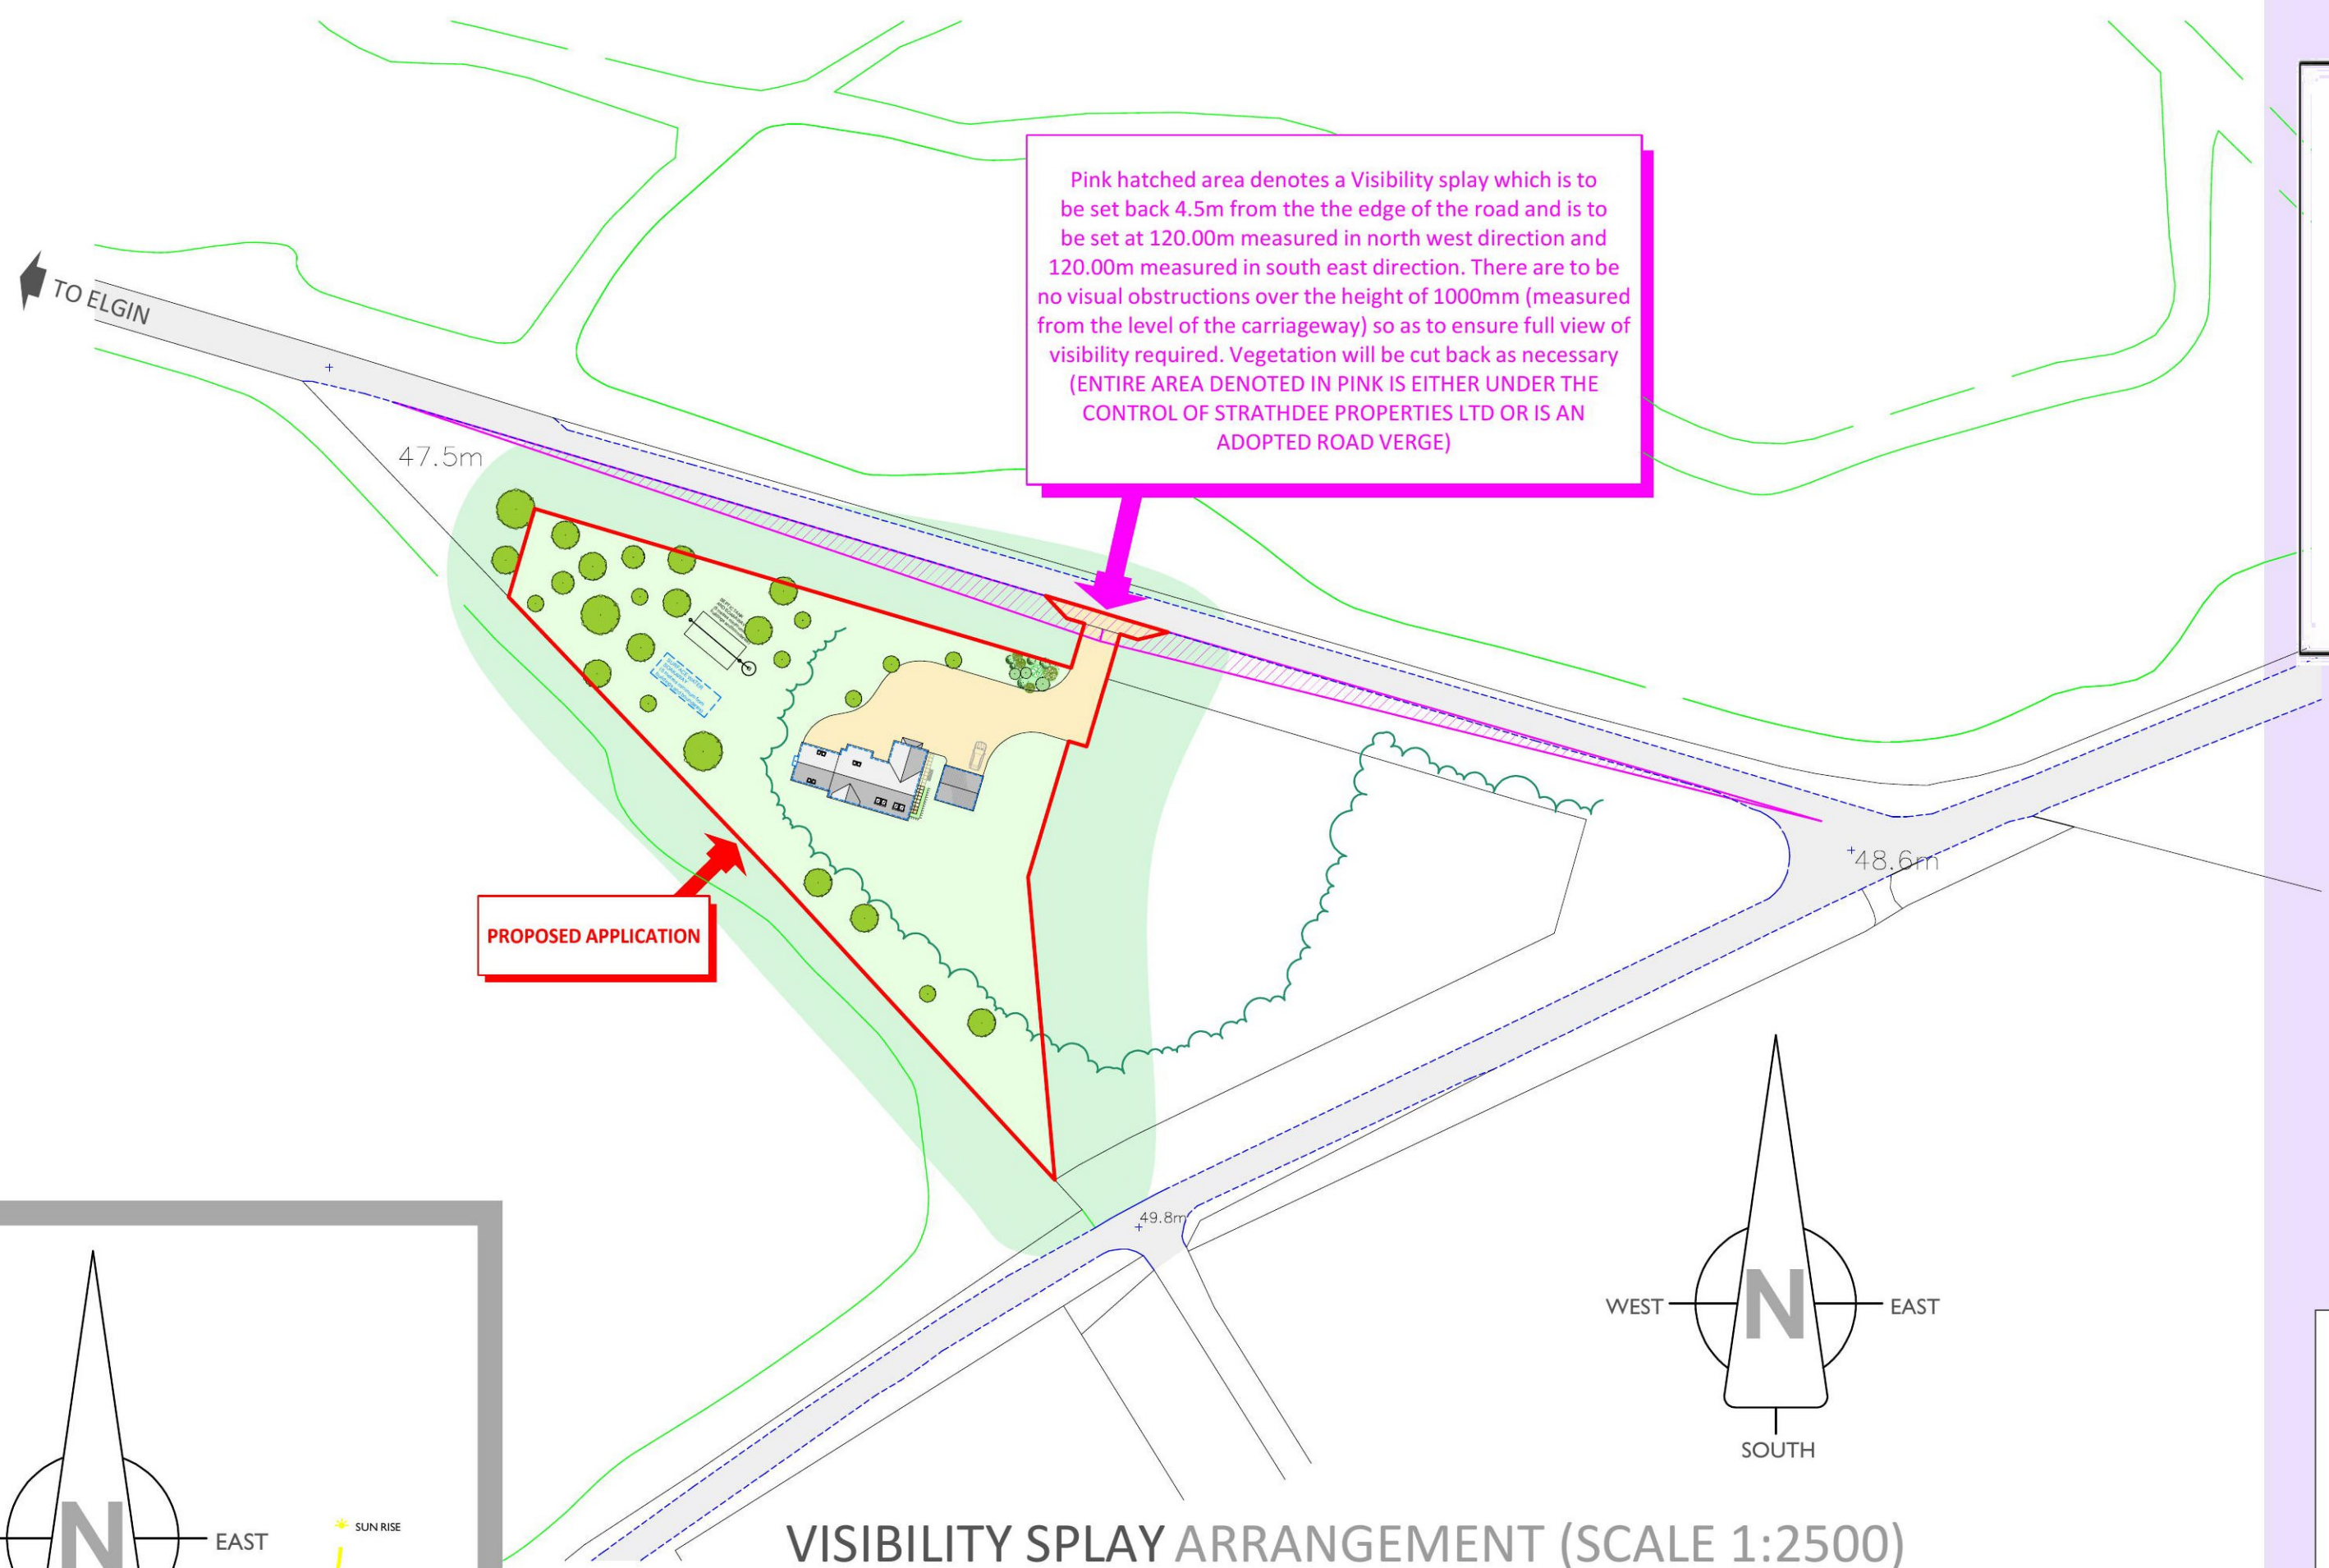 Pink hatched area denotes a Visibility splay which is to
be set back 4.5m from the the edge of the road and is to
be set at 120.00m measured in north west direction and
120.00m measured in south east direction. There are to be
no visual obstructions over the height of 1000mm (measured
from the level of the carriageway) so as to ensure full view of
visibility required. Vegetation will be cut back as necessary
(ENTIRE AREA DENOTED IN PINK IS EITHER UNDER THE
CONTROL OF STRATHDEE PROPERTIES LTD OR IS AN
ADOPTED ROAD VERGE)
TO ELGIN
47.5m
SURFACE WATER
SOAKAWAY
48.6m
PROPOSED APPLICATION
49.8m
N
WEST
EAST
SOUTH
N
EAST
SUN RISE
VISIBILITY SPLAY ARRANGEMENT (SCALE 1:2500)